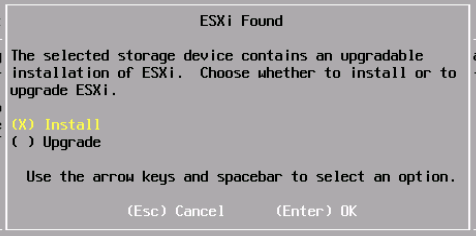 ESXi Found
The selected storage device contains an upgradable
installation of ESXi.  Choose whether to install or to
upgrade ESXi.
(X) Install
( ) Upgrade
Use the arrow keys and spacebar to select an option.
(Esc) Cancel    (Enter) OK